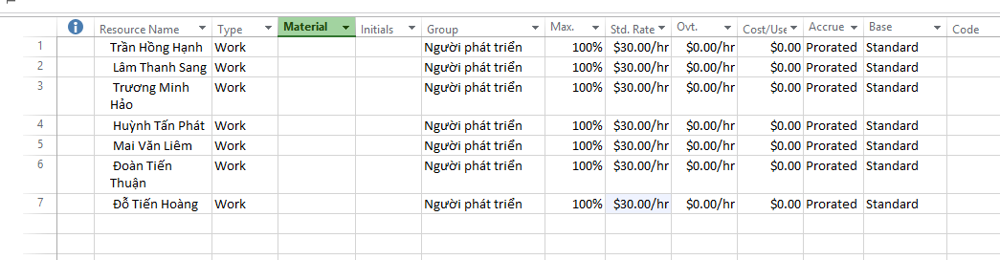 Resource Name Type Material Initials Group Max. Std. Rate Ovt. Cost/Use Accrue Base Code
1 Trần Hồng Hạnh Work Người phát triển 100% $30.00/hr $0.00/hr $0.00 Prorated Standard
2 Lâm Thanh Sang Work Người phát triển 100% $30.00/hr $0.00/hr $0.00 Prorated Standard
3 Trương Minh Work Người phát triển 100% $30.00/hr $0.00/hr $0.00 Prorated Standard
Hảo
4 Huỳnh Tấn Phát Work Người phát triển 100% $30.00/hr $0.00/hr $0.00 Prorated Standard
5 Mai Văn Liêm Work Người phát triển 100% $30.00/hr $0.00/hr $0.00 Prorated Standard
6 Đoàn Tiến Work Người phát triển 100% $30.00/hr $0.00/hr $0.00 Prorated Standard
Thuận
7 Đỗ Tiến Hoàng Work Người phát triển 100% $30.00/hr $0.00/hr $0.00 Prorated Standard